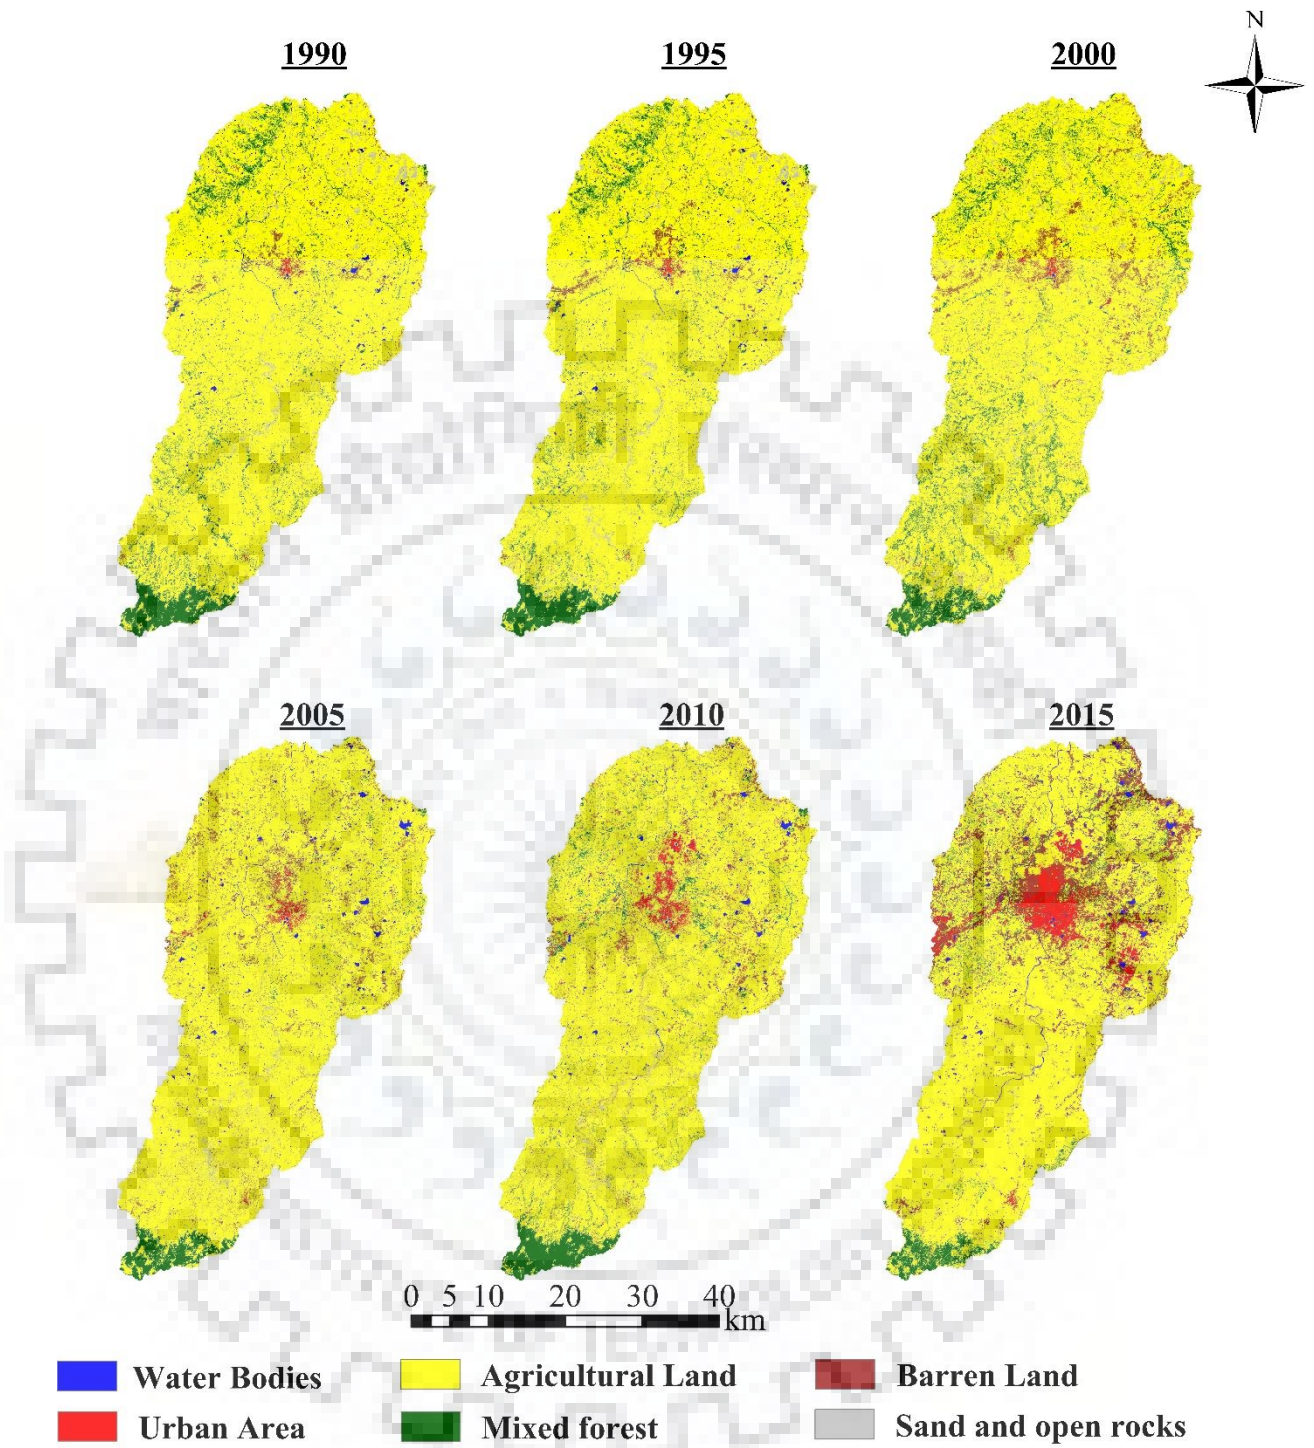 N
1990 1995 2000
2005 2010 2015
0 5 10 20 30 40
km
Water Bodies Agricultural Land Barren Land
Urban Area Mixed forest Sand and open rocks